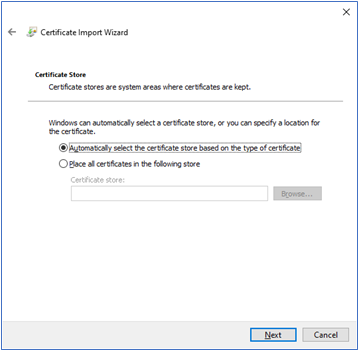 Certificate Import Wizard
Certificate Store
Certificate stores are system areas where certificates are kept.
Windows can automatically select a certificate store, or you can specify a location for
the certificate.
Automatically select the certificate store based on the type of certificate
Place all certificates in the following store
Certificate store:
Browse...
Next
Cancel